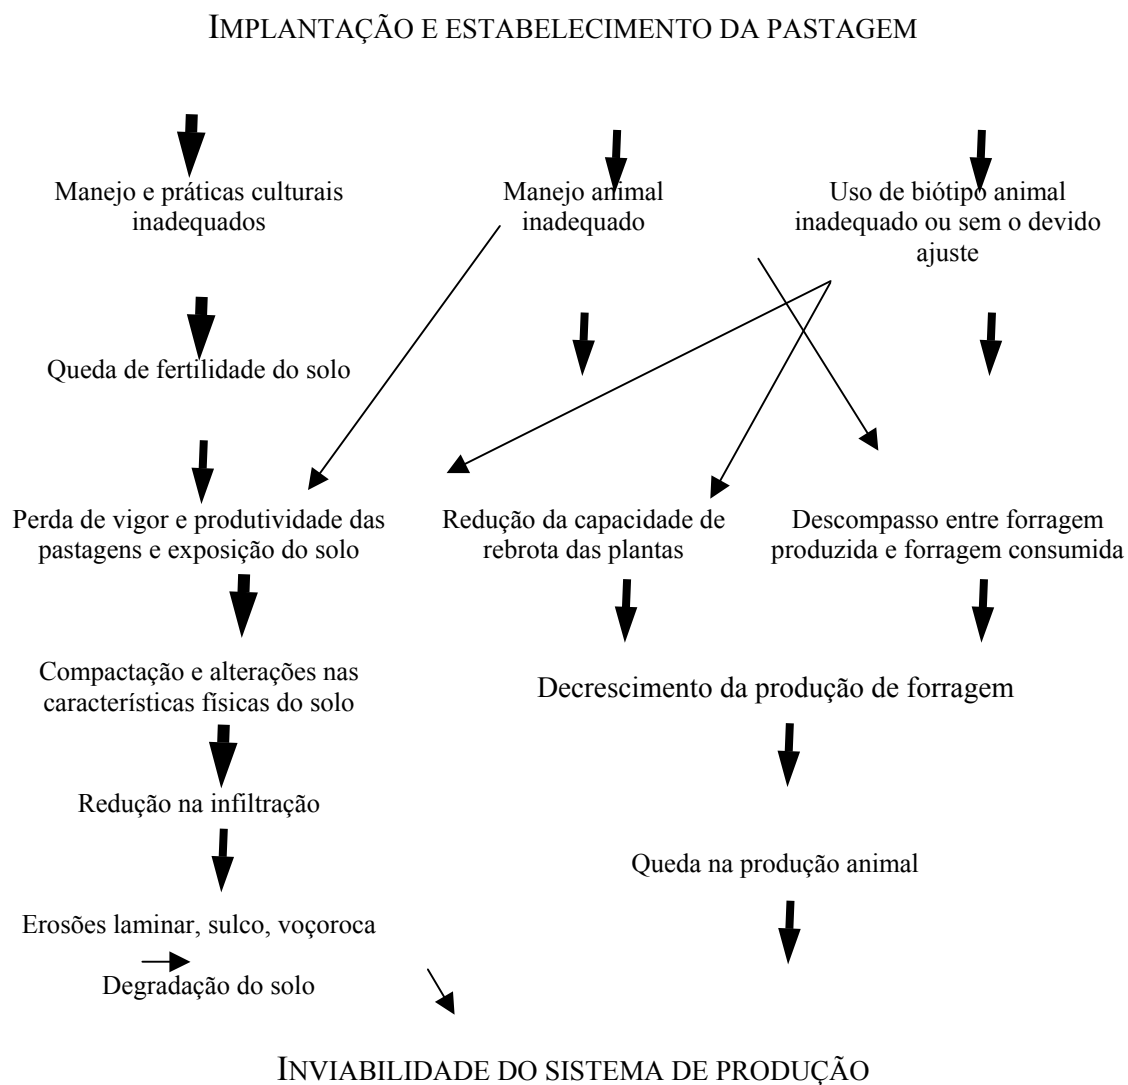 IMPLANTAÇÃO E ESTABELECIMENTO DA PASTAGEM
Manejo e práticas culturais
inadequados
Manejo animal
inadequado
Uso de biótipo animal
inadequado ou sem o devido
ajuste
Queda de fertilidade do solo
Perda de vigor e produtividade das
pastagens e exposição do solo
Redução da capacidade de
rebrota das plantas
Descompasso entre forragem
produzida e forragem consumida
Compactação e alterações nas
características físicas do solo
Decrescimento da produção de forragem
Redução na infiltração
Queda na produção animal
Erosões laminar, sulco, voçoroca
Degradação do solo
INVIABILIDADE DO SISTEMA DE PRODUÇÃO